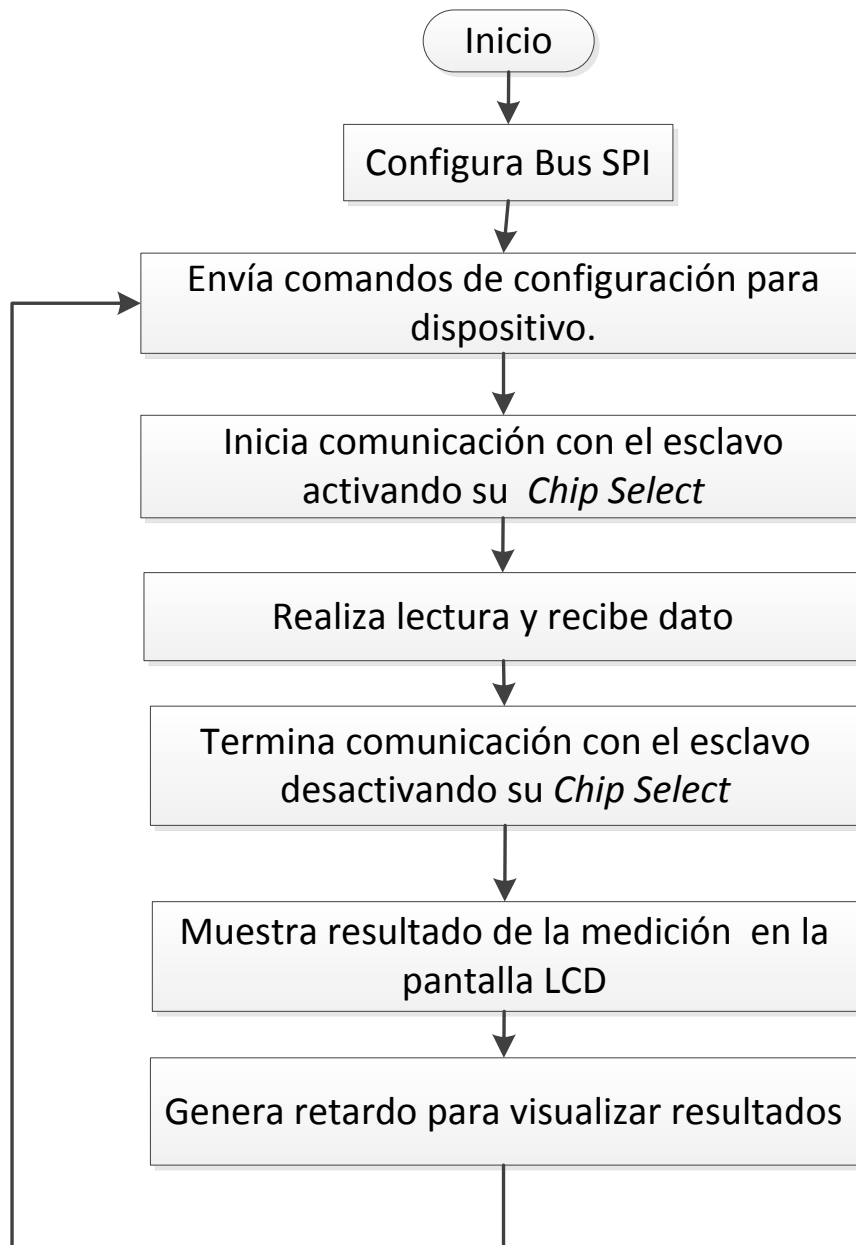 Inicio
Configura Bus SPI
Envía comandos de configuración para
dispositivo.
Inicia comunicación con el esclavo
activando su Chip Select
Realiza lectura y recibe dato
Termina comunicación con el esclavo
desactivando su Chip Select
Muestra resultado de la medición en la
pantalla LCD
Genera retardo para visualizar resultados